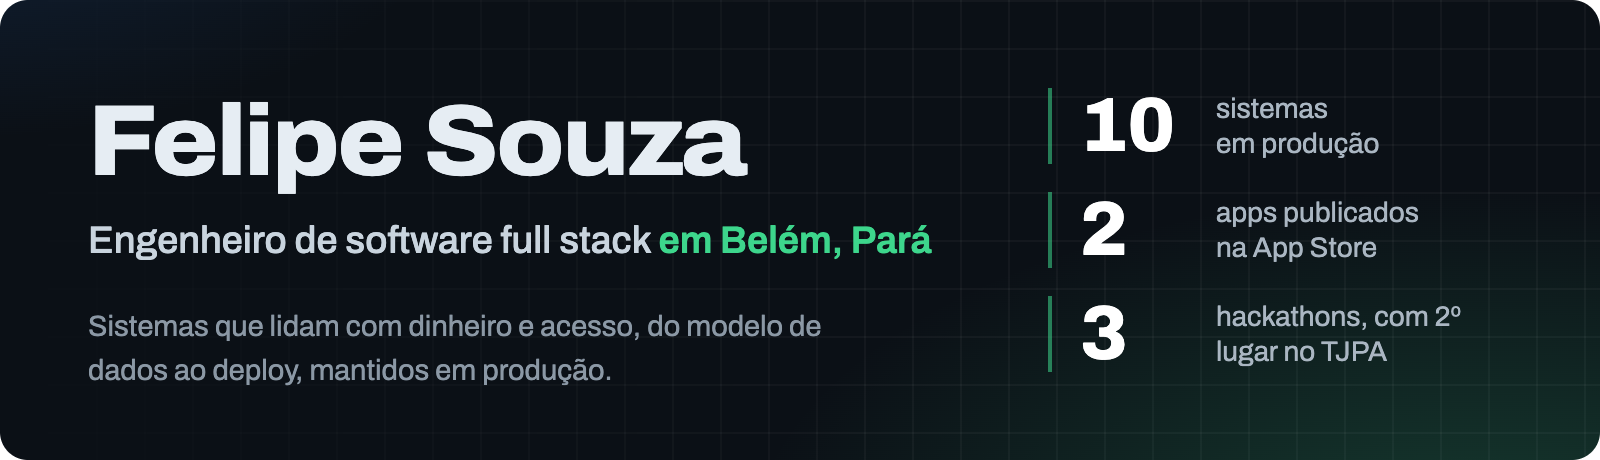 Felipe Souza
Engenheiro de software full stack em Belém, Pará
Sistemas que lidam com dinheiro e acesso, do modelo de
dados ao deploy, mantidos em produção.
10
sistemas
em produção
2
apps publicados
na App Store
3
hackathons, com 2º
lugar no TJPA